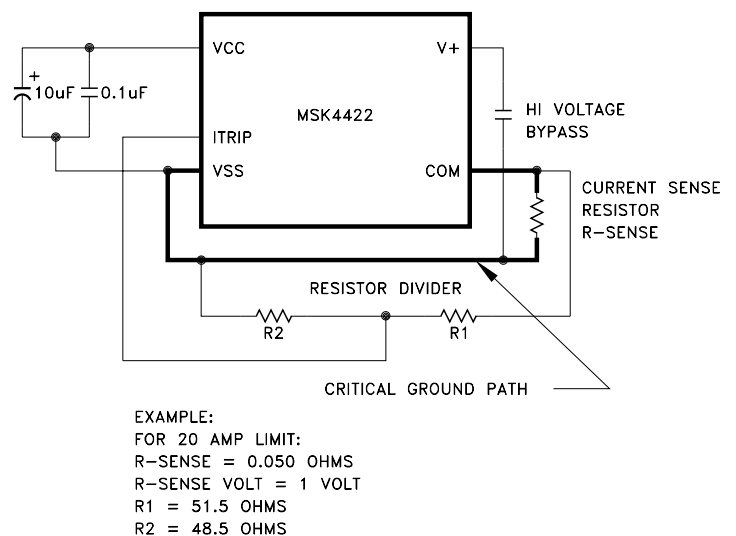 VCC
V+
+
10uF
0.1uF
MSK4422
HI VOLTAGE
BYPASS
ITRIP
VSS
COM
CURRENT SENSE
RESISTOR
R-SENSE
RESISTOR DIVIDER
R2
R1
CRITICAL GROUND PATH
EXAMPLE:
FOR 20 AMP LIMIT:
R-SENSE = 0.050 OHMS
R-SENSE VOLT = 1 VOLT
R1 = 51.5 OHMS
R2 = 48.5 OHMS